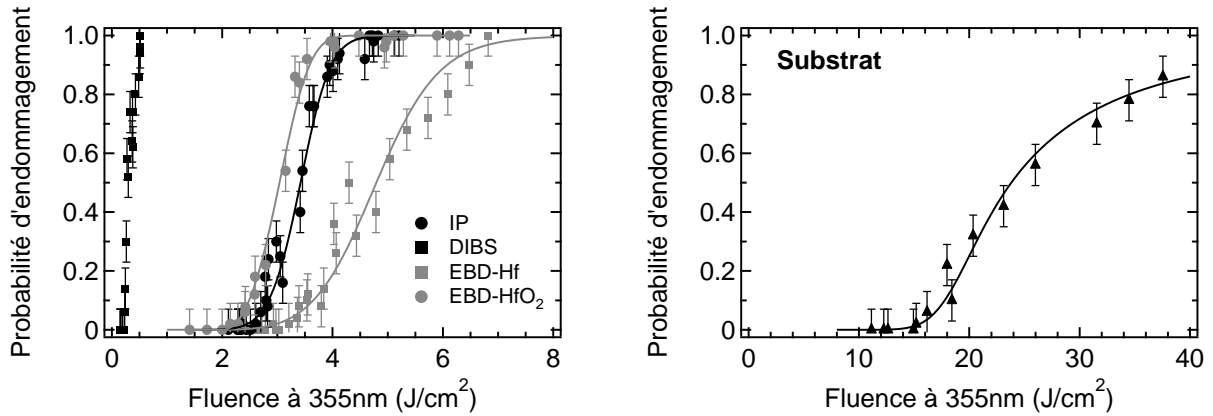 Probabilité d'endommagement
1.0
0.8
0.6
0.4
0.2
0
0
2
4
6
8
Fluence à 355nm (J/cm²)
IP
DIBS
EBD-Hf
EBD-HfO₂
Probabilité d'endommagement
1.0
0.8
0.6
0.4
0.2
0
0
10
20
30
40
Fluence à 355nm (J/cm²)
Substrat